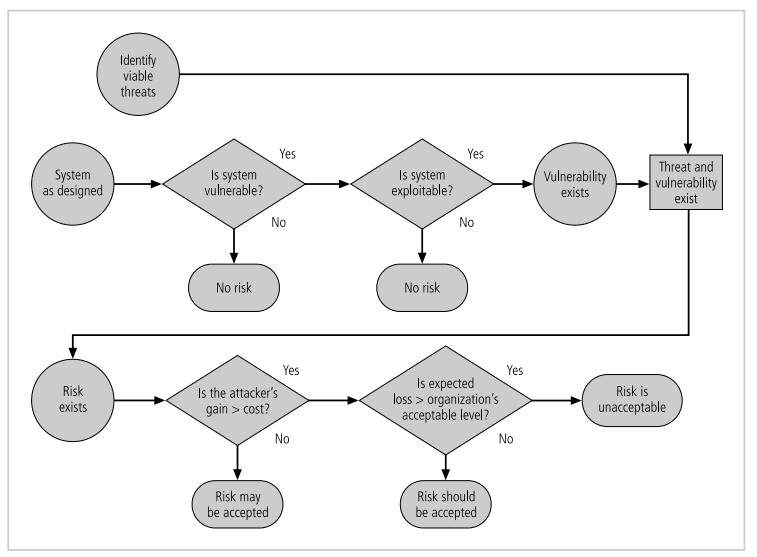 Identify
viable
threats
System
as designed
Is system
vulnerable?
Yes
No
No risk
Is system
exploitable?
Yes
No
No risk
Vulnerability
exists
Threat and
vulnerability
exist
Risk
exists
Is the attacker's
gain > cost?
Yes
No
Risk may
be accepted
Is expected
loss > organization's
acceptable level?
Yes
No
Risk should
be accepted
Risk is
unacceptable